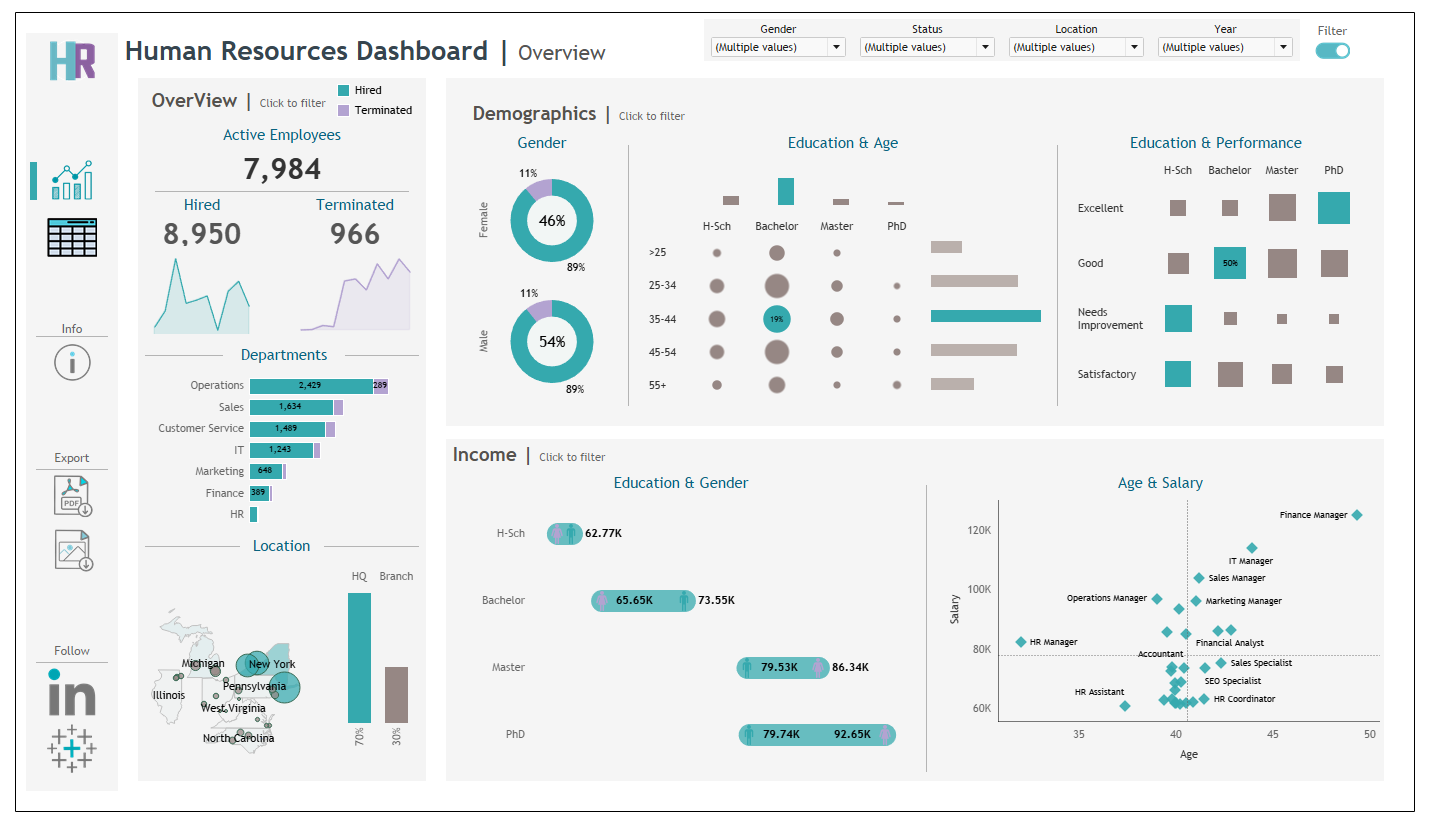 HR
Human Resources Dashboard | Overview
Gender
Status
Location
Year
Filter
(Multiple values)
(Multiple values)
(Multiple values)
(Multiple values)
OverView | Click to filter
Hired
Terminated
Active Employees
7,984
Hired
Terminated
8,950
966
Departments
Operations 2,429 289
Sales 1,634
Customer Service 1,489
IT 1,243
Marketing 648
Finance 389
HR
Location
HQ Branch
Michigan
New York
Illinois
Pennsylvania
West Virginia
North Carolina
70%
30%
Info
i
Export
PDF
Follow
in
Demographics | Click to filter
Gender
11%
Female
46%
89%
11%
Male
54%
89%
Education & Age
H-Sch Bachelor Master PhD
>25
25-34
35-44 19%
45-54
55+
Education & Performance
H-Sch Bachelor Master PhD
Excellent
Good 50%
Needs
Improvement
Satisfactory
Income | Click to filter
Education & Gender
H-Sch 62.77K
Bachelor 65.65K 73.55K
Master 79.53K 86.34K
PhD 79.74K 92.65K
Age & Salary
Salary
120K
100K
80K
60K
Finance Manager
IT Manager
Sales Manager
Operations Manager
Marketing Manager
HR Manager
Financial Analyst
Accountant
Sales Specialist
SEO Specialist
HR Assistant
HR Coordinator
35 40 45 50
Age